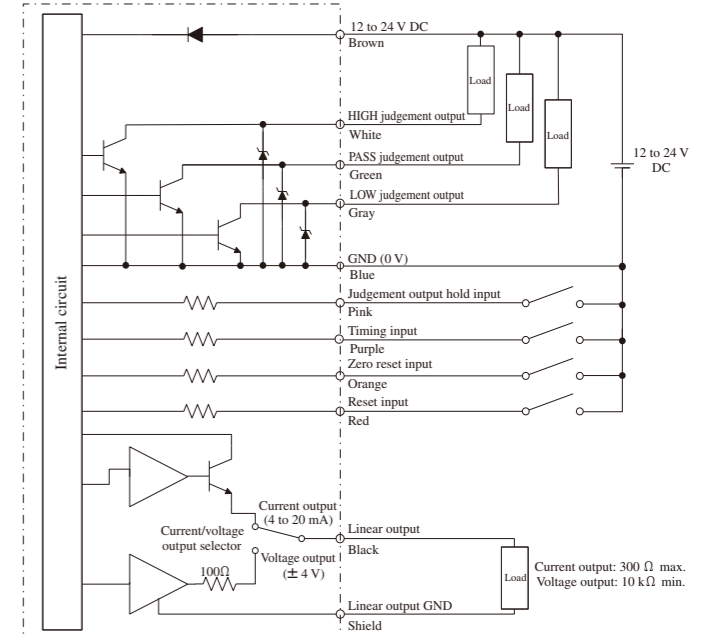 12 to 24 V DC
Brown
Load
Load
Load
HIGH judgement output
White
PASS judgement output
Green
LOW judgement output
Gray
12 to 24 V
DC
GND (0 V)
Blue
Internal circuit
Judgement output hold input
Pink
Timing input
Purple
Zero reset input
Orange
Reset input
Red
Current output
(4 to 20 mA)
Current/voltage
output selector
Linear output
Black
Voltage output
(± 4 V)
100Ω
Load
Current output: 300 Ω max.
Voltage output: 10 kΩ min.
Linear output GND
Shield